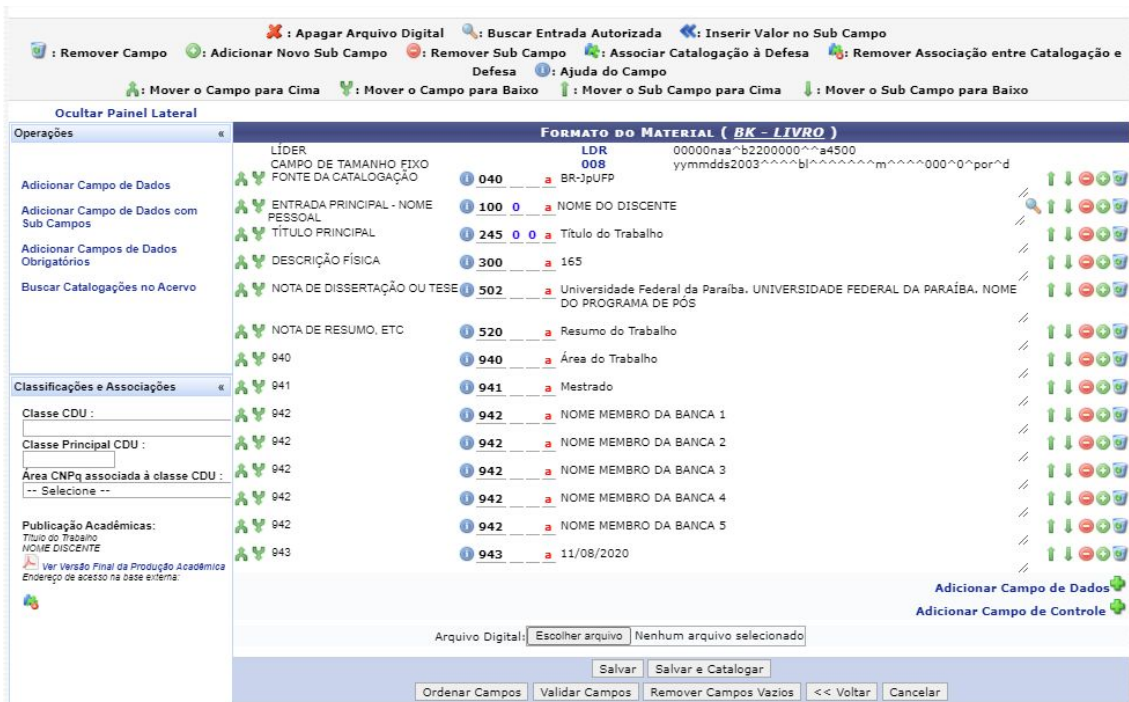 : Apagar Arquivo Digital : Buscar Entrada Autorizada : Inserir Valor no Sub Campo
: Remover Campo : Adicionar Novo Sub Campo : Remover Sub Campo : Associar Catalogação à Defesa : Remover Associação entre Catalogação e
Defesa : Ajuda do Campo
: Mover o Campo para Cima : Mover o Campo para Baixo : Mover o Sub Campo para Cima : Mover o Sub Campo para Baixo
Ocultar Painel Lateral
Operações «
Adicionar Campo de Dados
Adicionar Campo de Dados com
Sub Campos
Adicionar Campos de Dados
Obrigatórios
Buscar Catalogações no Acervo
Classificações e Associações «
Classe CDU :
Classe Principal CDU :
Área CNPq associada à classe CDU :
-- Selecione --
Publicação Acadêmicas:
Título do Trabalho
NOME DISCENTE
Ver Versão Final da Produção Acadêmica
Endereço de acesso na base externa:
FORMATO DO MATERIAL ( BK - LIVRO )
LÍDER LDR 00000naa^b2200000^^a4500
CAMPO DE TAMANHO FIXO 008 yymmdds2003^^^^bl^^^^^^^m^^^^000^0^por^d
FONTE DA CATALOGAÇÃO 040 _ _ a BR-JpUFP
ENTRADA PRINCIPAL - NOME
PESSOAL 100 0 _ a NOME DO DISCENTE
TÍTULO PRINCIPAL 245 0 0 a Título do Trabalho
DESCRIÇÃO FÍSICA 300 _ _ a 165
NOTA DE DISSERTAÇÃO OU TESE 502 _ _ a Universidade Federal da Paraíba. UNIVERSIDADE FEDERAL DA PARAÍBA. NOME
DO PROGRAMA DE PÓS
NOTA DE RESUMO, ETC 520 _ _ a Resumo do Trabalho
940 940 _ _ a Área do Trabalho
941 941 _ _ a Mestrado
942 942 _ _ a NOME MEMBRO DA BANCA 1
942 942 _ _ a NOME MEMBRO DA BANCA 2
942 942 _ _ a NOME MEMBRO DA BANCA 3
942 942 _ _ a NOME MEMBRO DA BANCA 4
942 942 _ _ a NOME MEMBRO DA BANCA 5
943 943 _ _ a 11/08/2020
Adicionar Campo de Dados
Adicionar Campo de Controle
Arquivo Digital: Escolher arquivo Nenhum arquivo selecionado
Salvar Salvar e Catalogar
Ordenar Campos Validar Campos Remover Campos Vazios << Voltar Cancelar